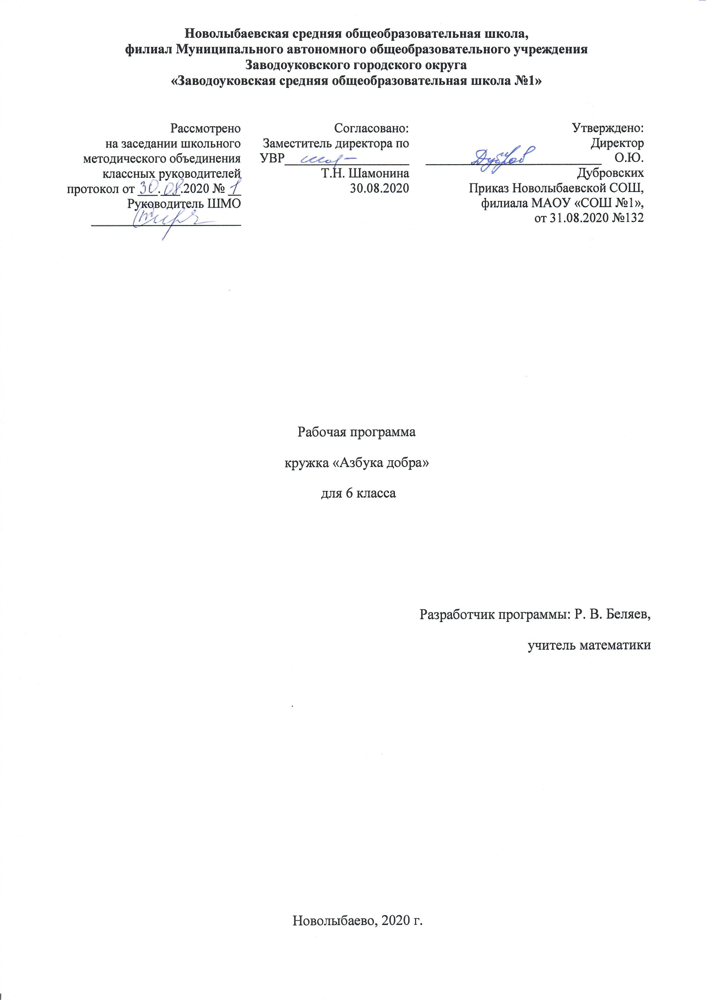 Новолыбаевская средняя общеобразовательная школа,
филиал Муниципального автономного общеобразовательного учреждения
Заводоуковского городского округа
«Заводоуковская средняя общеобразовательная школа №1»
Рассмотрено
на заседании школьного
методического объединения
классных руководителей
протокол от 30.08.2020 № 1
Руководитель ШМО
Согласовано:
Заместитель директора по
УВР
Т.Н. Шамонина
30.08.2020
Утверждено:
Директор
О.Ю.
Дубровских
Приказ Новолыбаевской СОШ,
филиала МАОУ «СОШ №1»,
от 31.08.2020 №132
Рабочая программа
кружка «Азбука добра»
для 6 класса
Разработчик программы: Р. В. Беляев,
учитель математики
Новолыбаево, 2020 г.